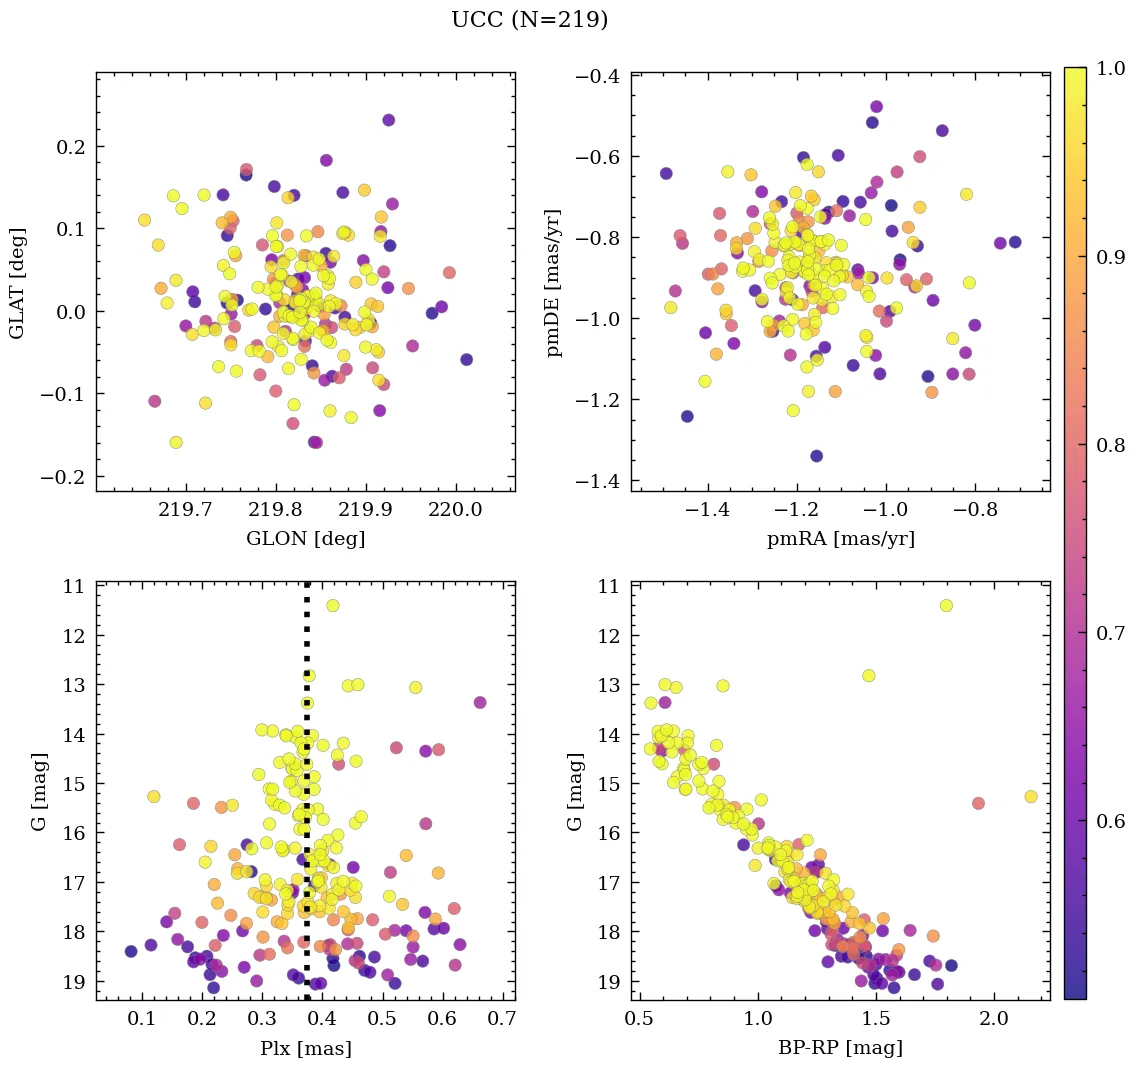 UCC (N=219)
0.2
0.1
0.0
−0.1
−0.2
GLAT [deg]
219.7 219.8 219.9 220.0
GLON [deg]
−0.4
−0.6
−0.8
−1.0
−1.2
−1.4
pmDE [mas/yr]
−1.4 −1.2 −1.0 −0.8
pmRA [mas/yr]
11
12
13
14
15
16
17
18
19
G [mag]
0.1 0.2 0.3 0.4 0.5 0.6 0.7
Plx [mas]
11
12
13
14
15
16
17
18
19
G [mag]
0.5 1.0 1.5 2.0
BP-RP [mag]
1.0
0.9
0.8
0.7
0.6